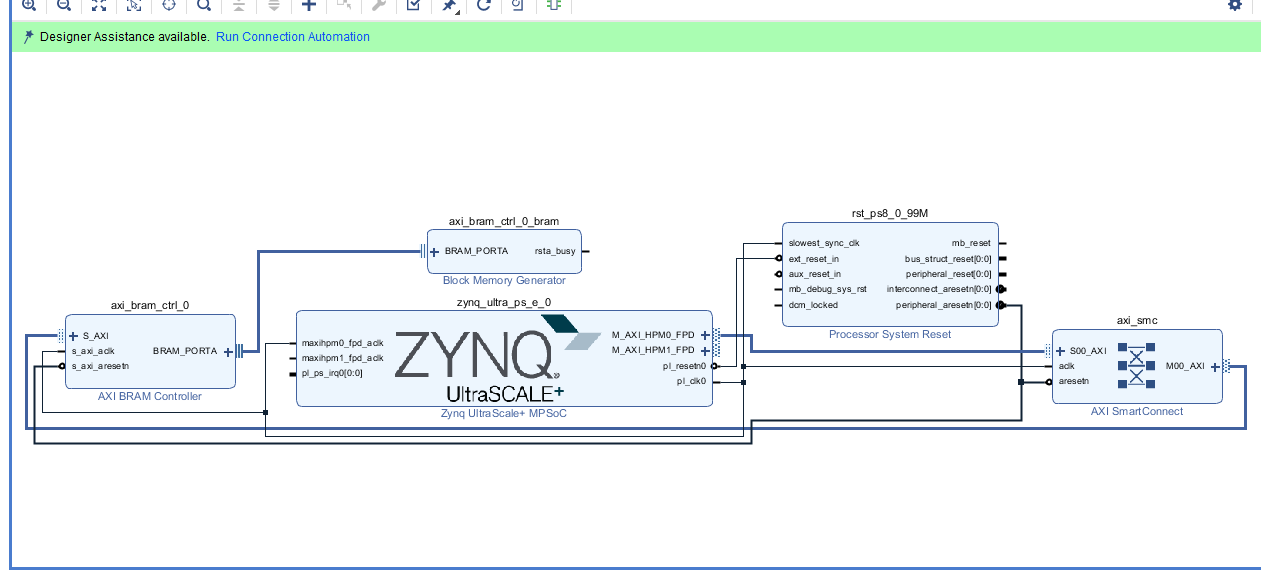 Designer Assistance available. Run Connection Automation
axi_bram_ctrl_0_bram
BRAM_PORTA rsta_busy
Block Memory Generator
rst_ps8_0_99M
slowest_sync_clk mb_reset
ext_reset_in bus_struct_reset[0:0]
aux_reset_in peripheral_reset[0:0]
mb_debug_sys_rst interconnect_aresetn[0:0]
dcm_locked peripheral_aresetn[0:0]
Processor System Reset
axi_bram_ctrl_0
S_AXI
s_axi_aclk BRAM_PORTA
s_axi_aresetn
AXI BRAM Controller
zynq_ultra_ps_e_0
maxihpm0_fpd_aclk M_AXI_HPM0_FPD
maxihpm1_fpd_aclk M_AXI_HPM1_FPD
pl_ps_irq0[0:0] pl_resetn0
pl_clk0
ZYNQ
UltraSCALE+
Zynq UltraScale+ MPSoC
axi_smc
S00_AXI
aclk M00_AXI
aresetn
AXI SmartConnect